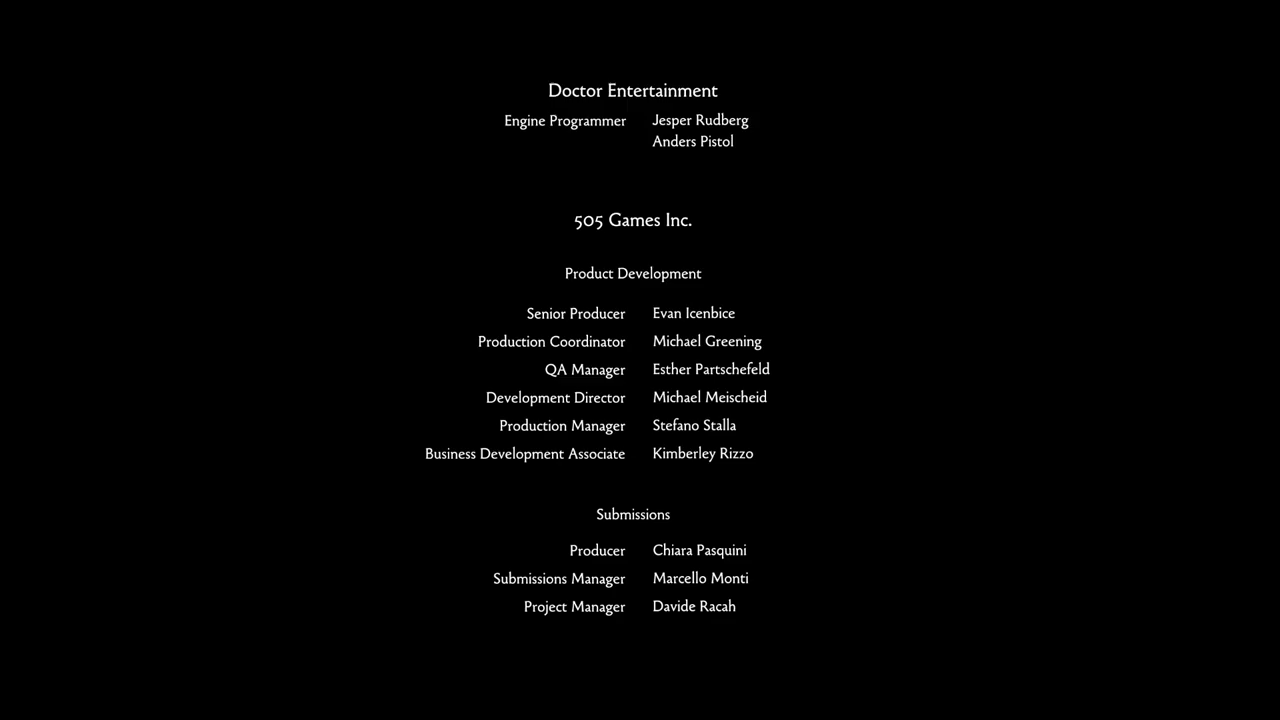 Doctor Entertainment
Engine Programmer Jesper Rudberg
Anders Pistol
505 Games Inc.
Product Development
Senior Producer Evan Icenbice
Production Coordinator Michael Greening
QA Manager Esther Partschefeld
Development Director Michael Meischeid
Production Manager Stefano Stalla
Business Development Associate Kimberley Rizzo
Submissions
Producer Chiara Pasquini
Submissions Manager Marcello Monti
Project Manager Davide Racah